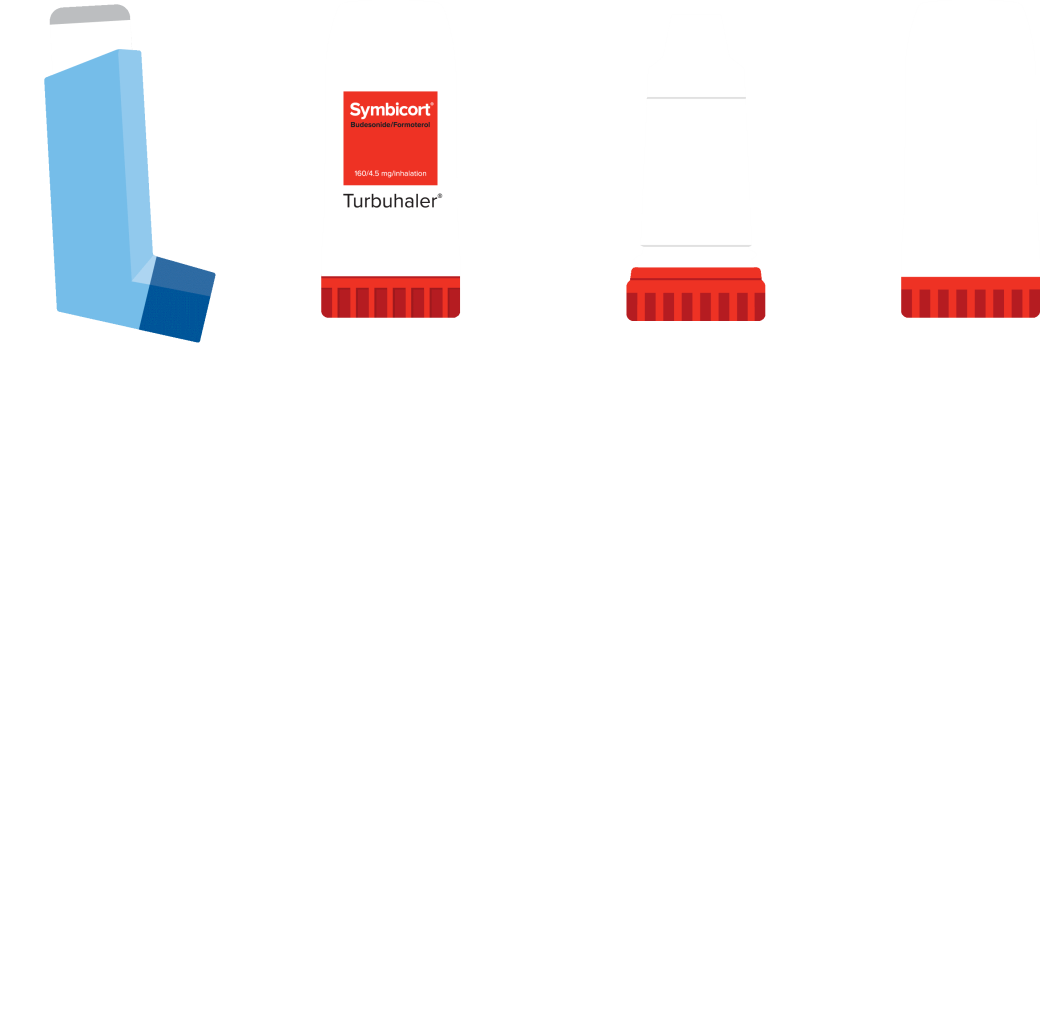 Symbicort®
Budesonide/Formoterol
160/4.5 mg/inhalation
Turbuhaler®